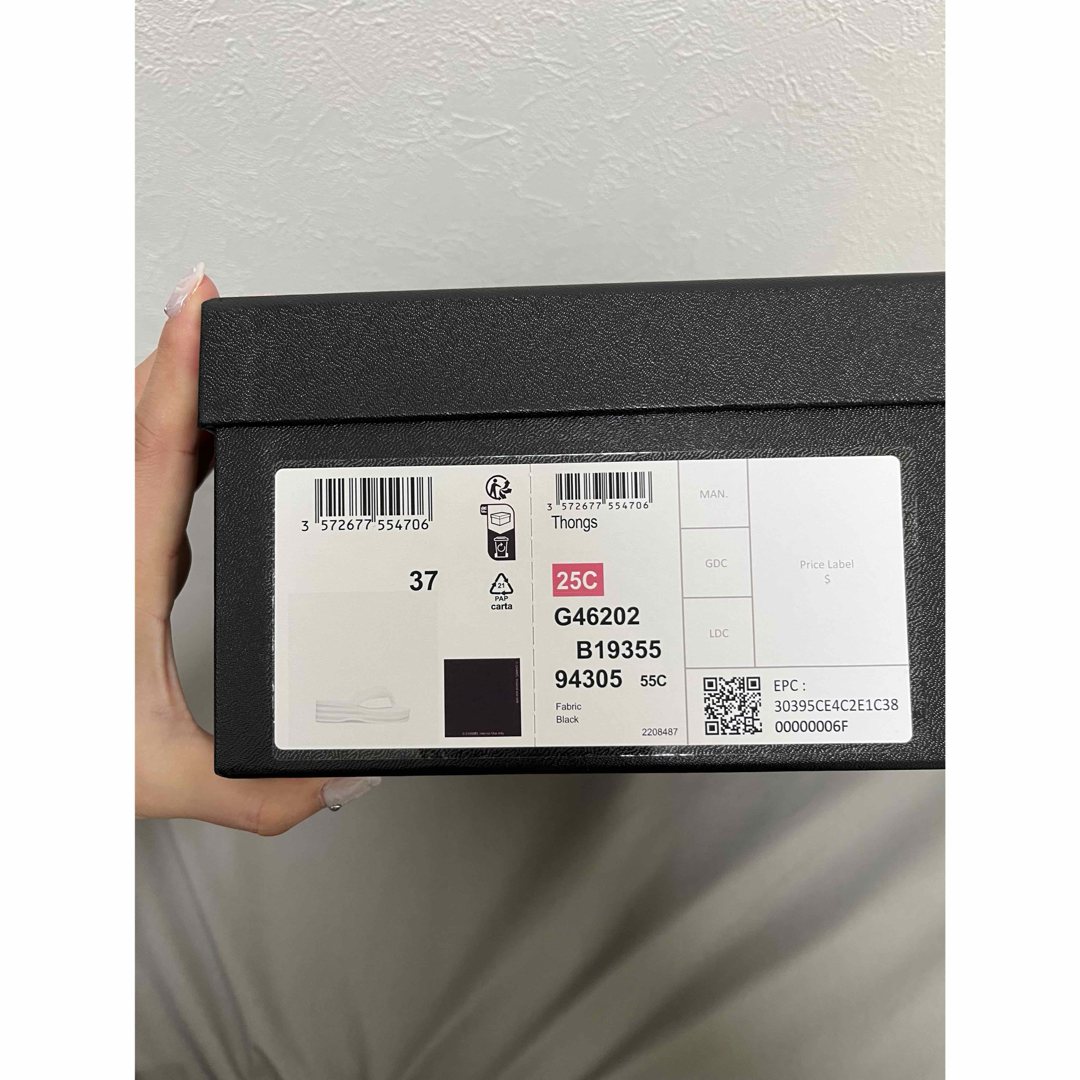 3 572677 554706
37
21
PAP
carta
3 572677 554706
Thongs
25C
G46202
B19355
94305 55C
Fabric
Black
2208487
MAN.
GDC
LDC
Price Label
$
EPC :
30395CE4C2E1C38
00000006F